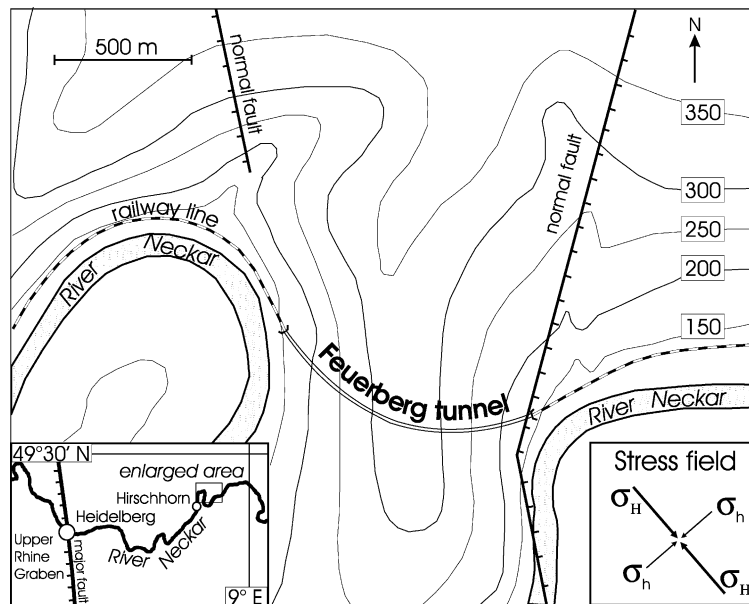 500 m
normal fault
N
350
300
250
200
150
normal fault
railway line
River Neckar
Feuerberg tunnel
River Neckar
49°30' N
enlarged area
Hirschhorn
Heidelberg
Upper
Rhine
Graben
major fault
River Neckar
9° E
Stress field
σH
σh
σh
σH